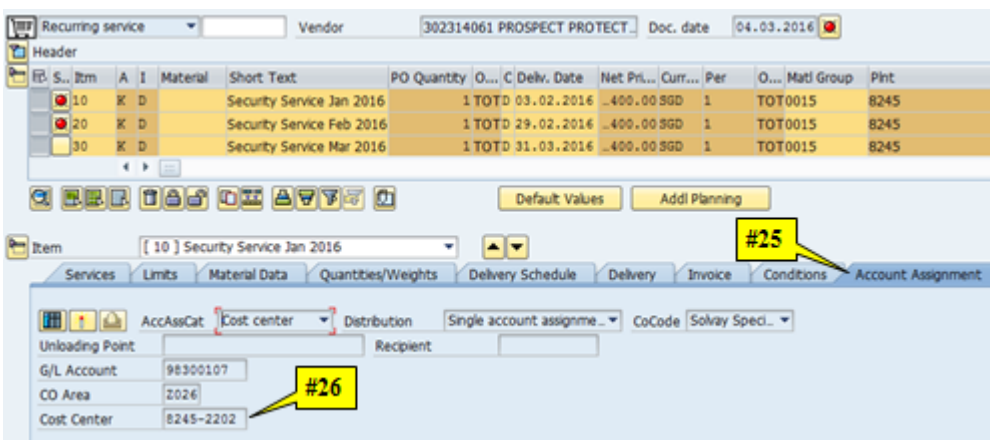 Recurring service Vendor 302314061 PROSPECT PROTECT_ Doc. date 04.03.2016
Header
S.. Itm A I Material Short Text PO Quantity O... C Deliv. Date Net Pri... Curr... Per O... Matl Group Plnt
10 K D Security Service Jan 2016 1 TOT D 03.02.2016 _400.00 SGD 1 TOT 0015 8245
20 K D Security Service Feb 2016 1 TOT D 29.02.2016 _400.00 SGD 1 TOT 0015 8245
30 K D Security Service Mar 2016 1 TOT D 31.03.2016 _400.00 SGD 1 TOT 0015 8245
Default Values Addl Planning
#25
Item [ 10 ] Security Service Jan 2016
Services Limits Material Data Quantities/Weights Delivery Schedule Delivery Invoice Conditions Account Assignment
AccAssCat Cost center Distribution Single account assignme... CoCode Solvay Speci...
Unloading Point Recipient
G/L Account 98300107
#26
CO Area Z026
Cost Center 8245-2202